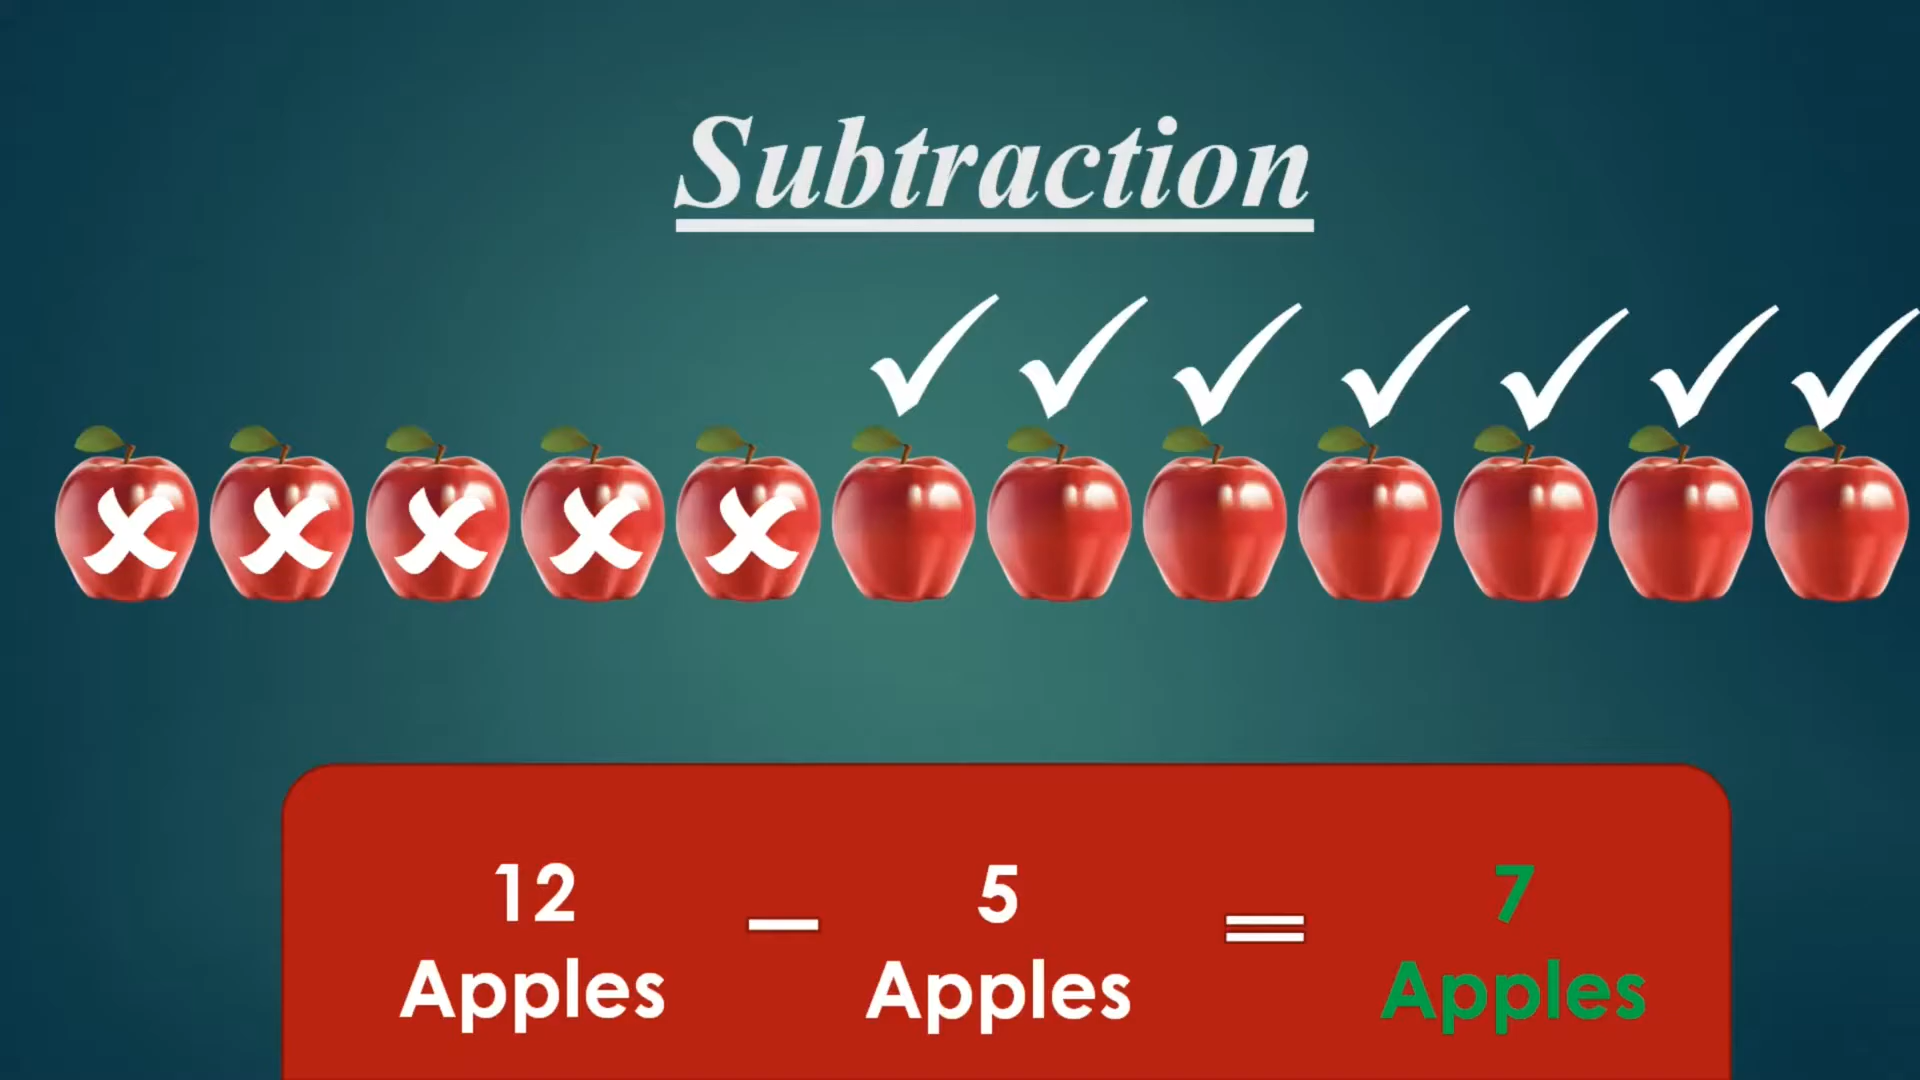 Subtraction
12 — 5 = 7
Apples Apples Apples